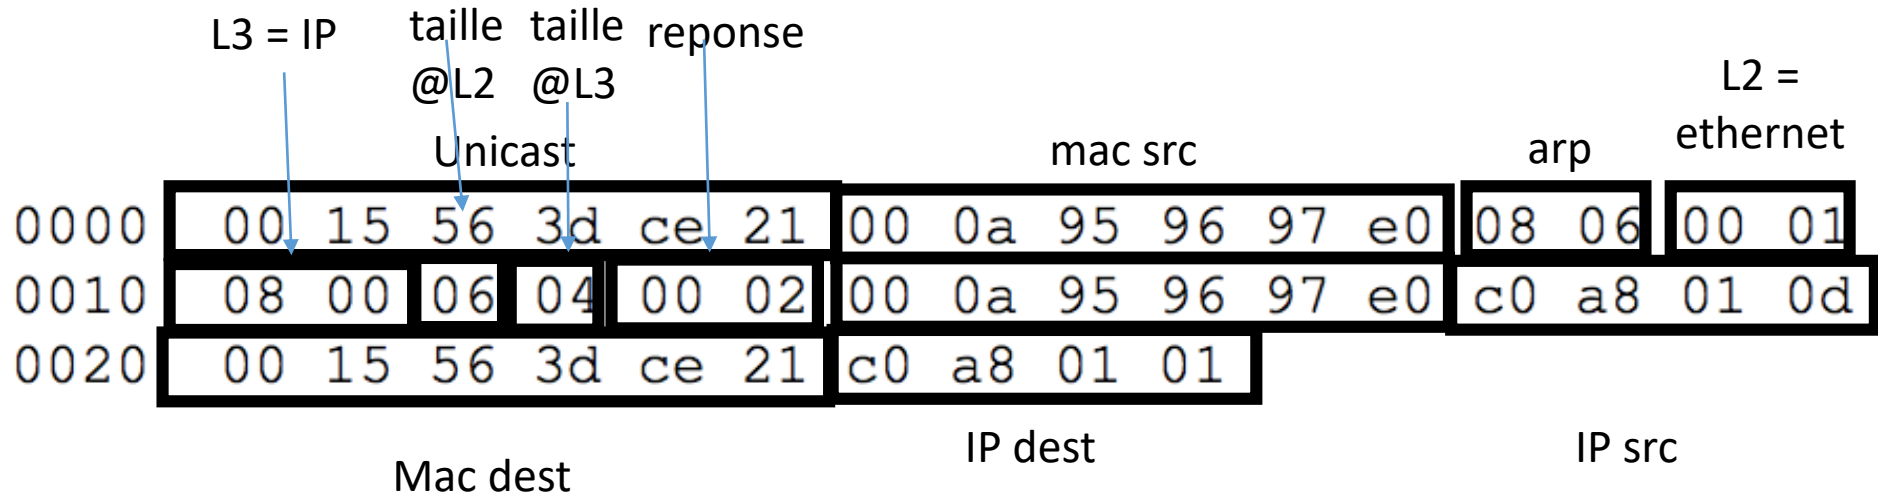 L3 = IP
taille
@L2
taille
@L3
reponse
L2 =
ethernet
Unicast
mac src
arp
0000 00 15 56 3d ce 21 00 0a 95 96 97 e0 08 06 00 01
0010 08 00 06 04 00 02 00 0a 95 96 97 e0 c0 a8 01 0d
0020 00 15 56 3d ce 21 c0 a8 01 01
Mac dest
IP dest
IP src